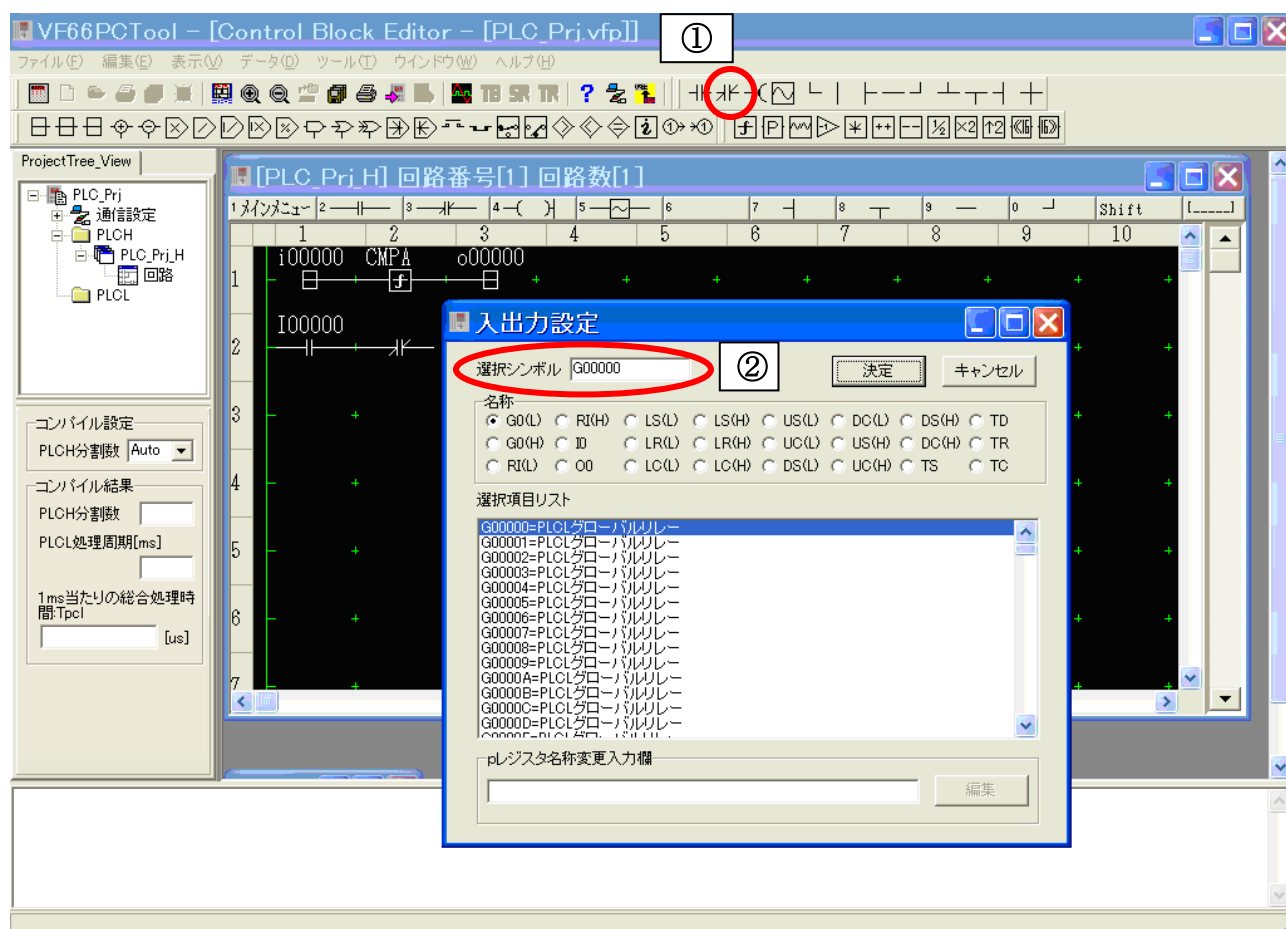 VF66PCTool - [Control Block Editor - [PLC_Prj.vfp]]
①
ファイル(F) 編集(E) 表示(V) データ(D) ツール(T) ウインドウ(W) ヘルプ(H)
TB SR TR ?
i ①
f P ++ -- ½ ×2 ↑2
ProjectTree_View
PLC_Prj
通信設定
PLCH
PLC_Prj_H
回路
PLCL
コンパイル設定
PLCH分割数 Auto
コンパイル結果
PLCH分割数
PLCL処理周期[ms]
1ms当たりの総合処理時
間:Tpcl
[us]
[PLC_Prj_H] 回路番号[1] 回路数[1]
1メインメニュー 2 3 4 5 6 7 8 9 0 Shift [_____]
1 2 3 4 5 6 7 8 9 10
i00000 CMPA o00000
1 f
I00000
2
3
4
5
6
7
入出力設定
選択シンボル G00000
②
決定 キャンセル
名称
G0(L) RI(H) LS(L) LS(H) US(L) DC(L) DS(H) TD
G0(H) I0 LR(L) LR(H) UC(L) US(H) DC(H) TR
RI(L) O0 LC(L) LC(H) DS(L) UC(H) TS TC
選択項目リスト
G00000=PLCLグローバルリレー
G00001=PLCLグローバルリレー
G00002=PLCLグローバルリレー
G00003=PLCLグローバルリレー
G00004=PLCLグローバルリレー
G00005=PLCLグローバルリレー
G00006=PLCLグローバルリレー
G00007=PLCLグローバルリレー
G00008=PLCLグローバルリレー
G00009=PLCLグローバルリレー
G0000A=PLCLグローバルリレー
G0000B=PLCLグローバルリレー
G0000C=PLCLグローバルリレー
G0000D=PLCLグローバルリレー
pレジスタ名称変更入力欄
編集